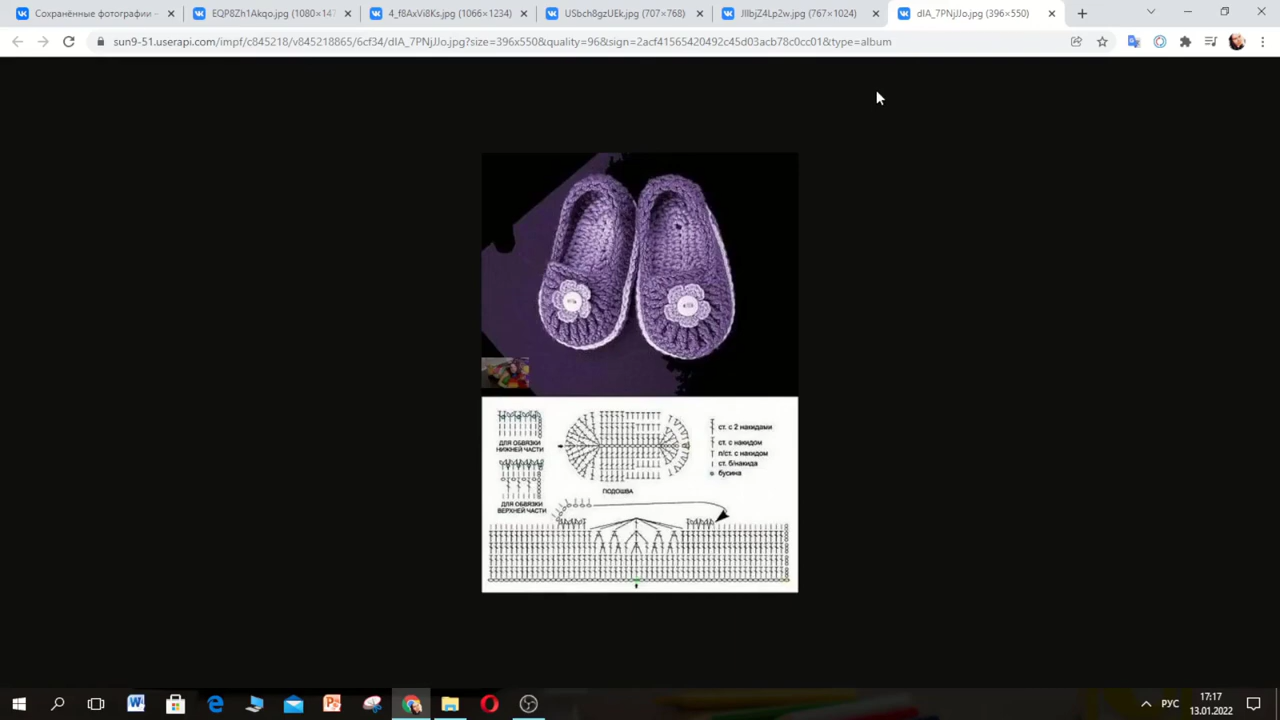 Сохранённые фотографии –
EQP8Zh1Akqo.jpg (1080×147
4_f8AxVi8Ks.jpg (1066×1234)
USbch8gzUEk.jpg (707×768)
JIlbjZ4Lp2w.jpg (767×1024)
dIA_7PNjJJo.jpg (396×550)
sun9-51.userapi.com/impf/c845218/v845218865/6cf34/dIA_7PNjJJo.jpg?size=396x550&quality=96&sign=2acf41565420492c45d03acb78c0cc01&type=album
ДЛЯ ОБВЯЗКИ
НИЖНЕЙ ЧАСТИ
ДЛЯ ОБВЯЗКИ
ВЕРХНЕЙ ЧАСТИ
ПОДОШВА
ст. с 2 накидами
ст. с накидом
п/ст. с накидом
ст. б/накида
бусина
РУС
17:17
13.01.2022